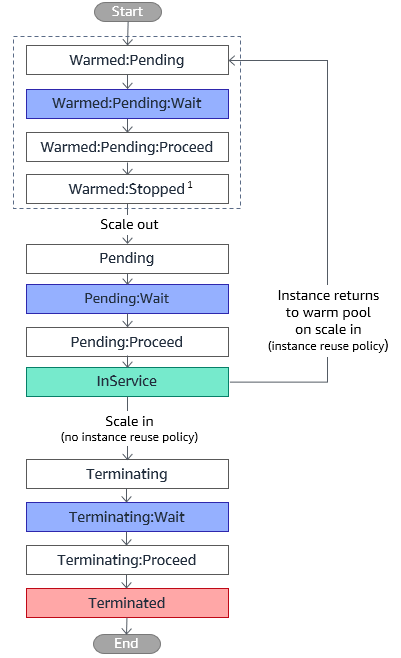 Start
Warmed:Pending
Warmed:Pending:Wait
Warmed:Pending:Proceed
Warmed:Stopped 1
Scale out
Pending
Pending:Wait
Pending:Proceed
InService
Instance returns
to warm pool
on scale in
(instance reuse policy)
Scale in
(no instance reuse policy)
Terminating
Terminating:Wait
Terminating:Proceed
Terminated
End